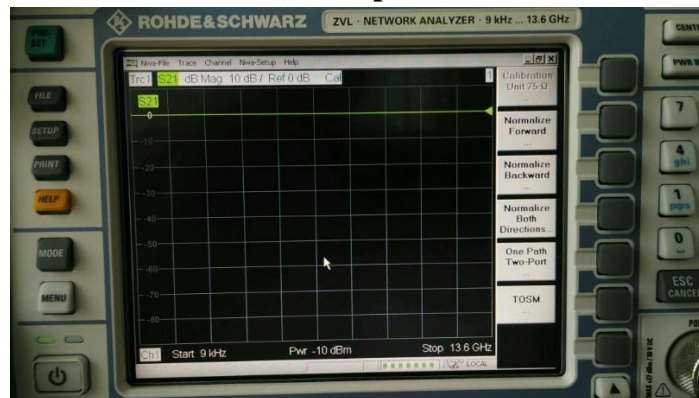 ROHDE&SCHWARZ
ZVL · NETWORK ANALYZER · 9 kHz ... 13.6 GHz
PRE-
SET
FILE
SETUP
PRINT
HELP
MODE
MENU
Nwa-File Trace Channel Nwa-Setup Help
Trc1 S21 dB Mag 10 dB / Ref 0 dB Cal 1
S21
0
-10
-20
-30
-40
-50
-60
-70
-80
Ch1 Start 9 kHz Pwr -10 dBm Stop 13.6 GHz
LOCAL
Calibration
Unit 75 Ω
...
Normalize
Forward
...
Normalize
Backward
...
Normalize
Both
Directions...
One Path
Two-Port
...
TOSM
...
CENT
PWR B
7
4
ghi
1
pqrs
0
ESC
CANCE
PO